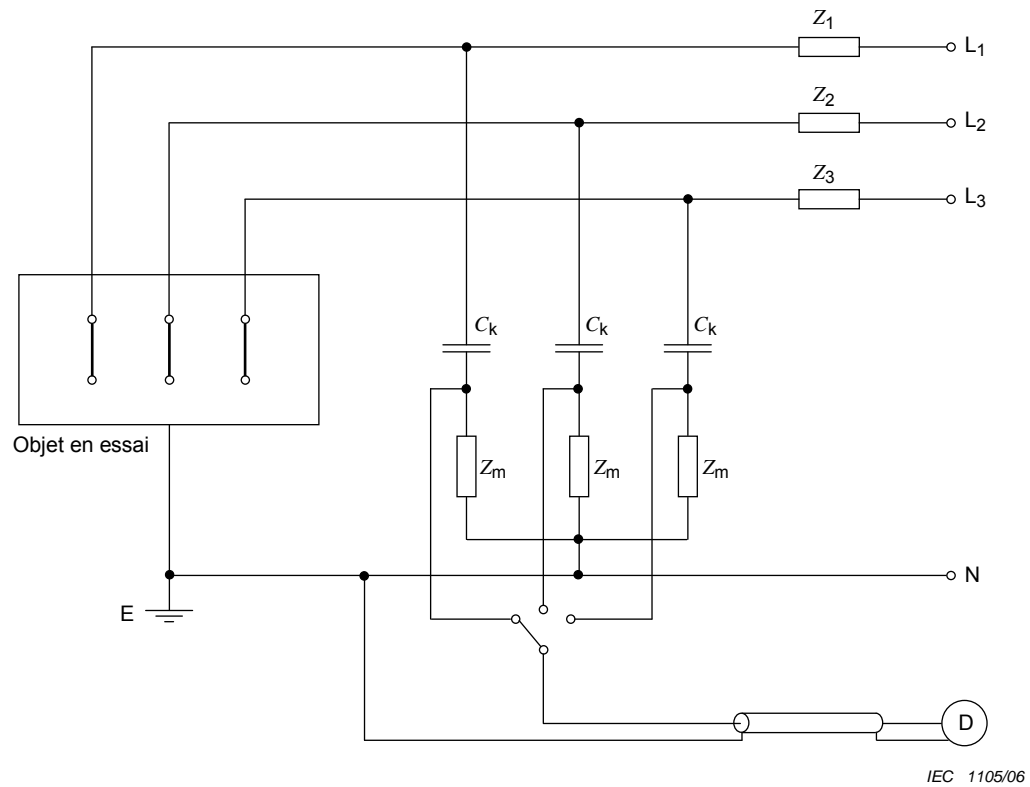 Z1
L1
Z2
L2
Z3
L3
Ck
Ck
Ck
Objet en essai
Zm
Zm
Zm
N
E
D
IEC 1105/06